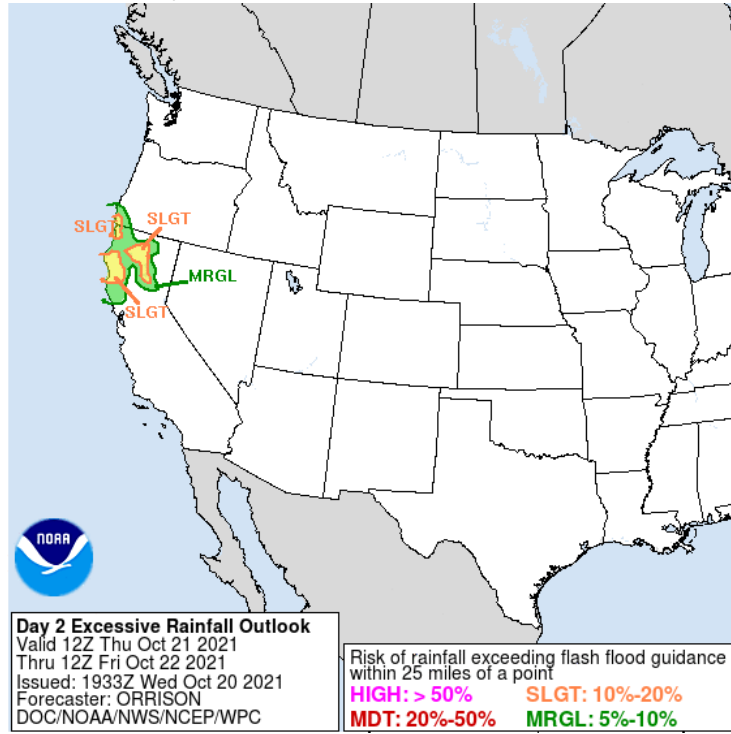 SLGT
SLGT
MRGL
SLGT
NOAA
Day 2 Excessive Rainfall Outlook
Valid 12Z Thu Oct 21 2021
Thru 12Z Fri Oct 22 2021
Issued: 1933Z Wed Oct 20 2021
Forecaster: ORRISON
DOC/NOAA/NWS/NCEP/WPC
Risk of rainfall exceeding flash flood guidance
within 25 miles of a point
HIGH: > 50% SLGT: 10%-20%
MDT: 20%-50% MRGL: 5%-10%